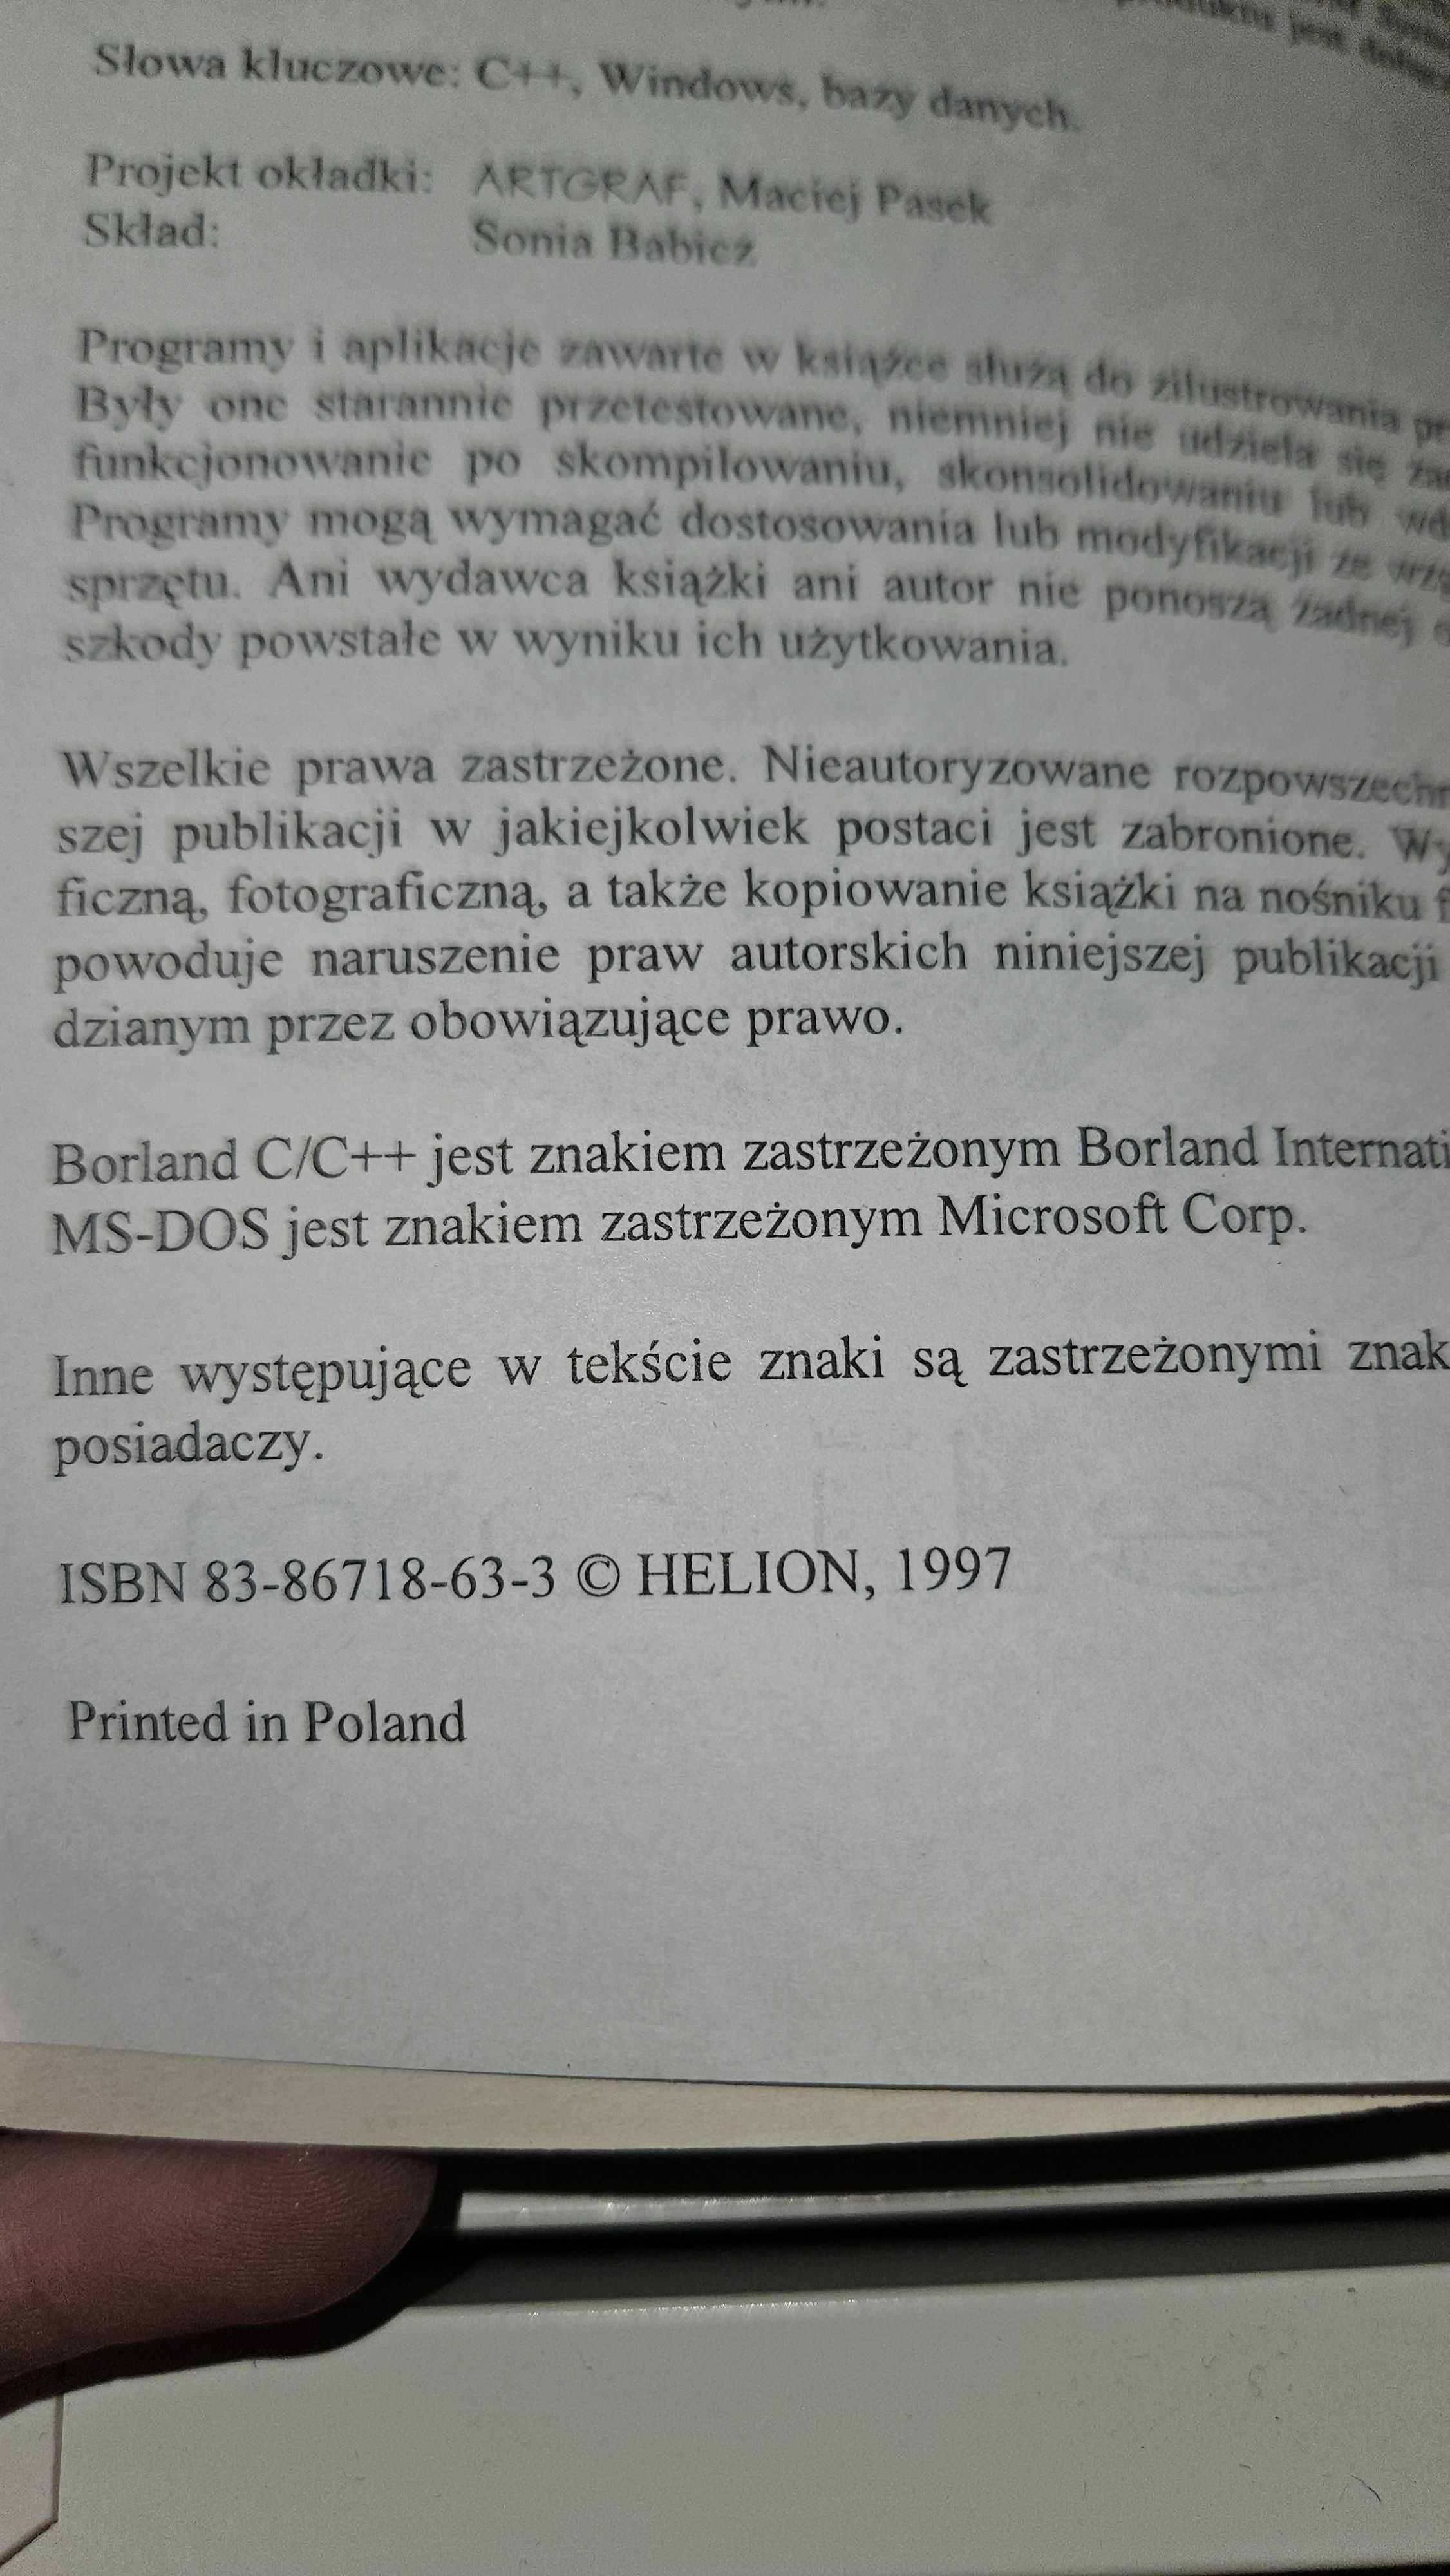 Słowa kluczowe: C++, Windows, bazy danych.
Projekt okładki: ARTGRAF, Maciej Pasek
Skład: Sonia Babicz
Programy i aplikacje zawarte w książce służą do zilustrowania
Były one starannie przetestowane, niemniej nie udziela się
funkcjonowanie po skompilowaniu, skonsolidowaniu lub
Programy mogą wymagać dostosowania lub modyfikacji ze
sprzętu. Ani wydawca książki ani autor nie ponoszą żadnej
szkody powstałe w wyniku ich użytkowania.
Wszelkie prawa zastrzeżone. Nieautoryzowane rozpowszechn
szej publikacji w jakiejkolwiek postaci jest zabronione. Wy
ficzną, fotograficzną, a także kopiowanie książki na nośniku f
powoduje naruszenie praw autorskich niniejszej publikacji
dzianym przez obowiązujące prawo.
Borland C/C++ jest znakiem zastrzeżonym Borland Internati
MS-DOS jest znakiem zastrzeżonym Microsoft Corp.
Inne występujące w tekście znaki są zastrzeżonymi znak
posiadaczy.
ISBN 83-86718-63-3 © HELION, 1997
Printed in Poland